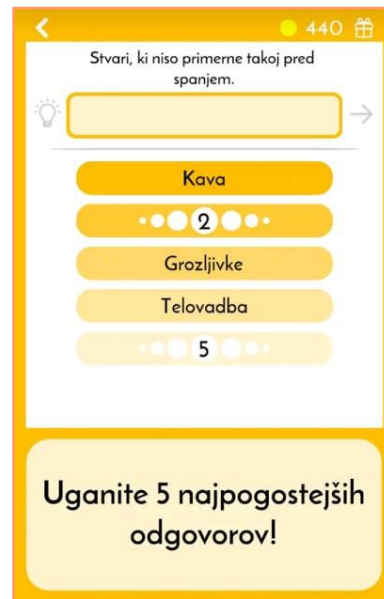 440
Stvari, ki niso primerne takoj pred
spanjem.
Kava
2
Grozljivke
Telovadba
5
Uganite 5 najpogostejših
odgovorov!